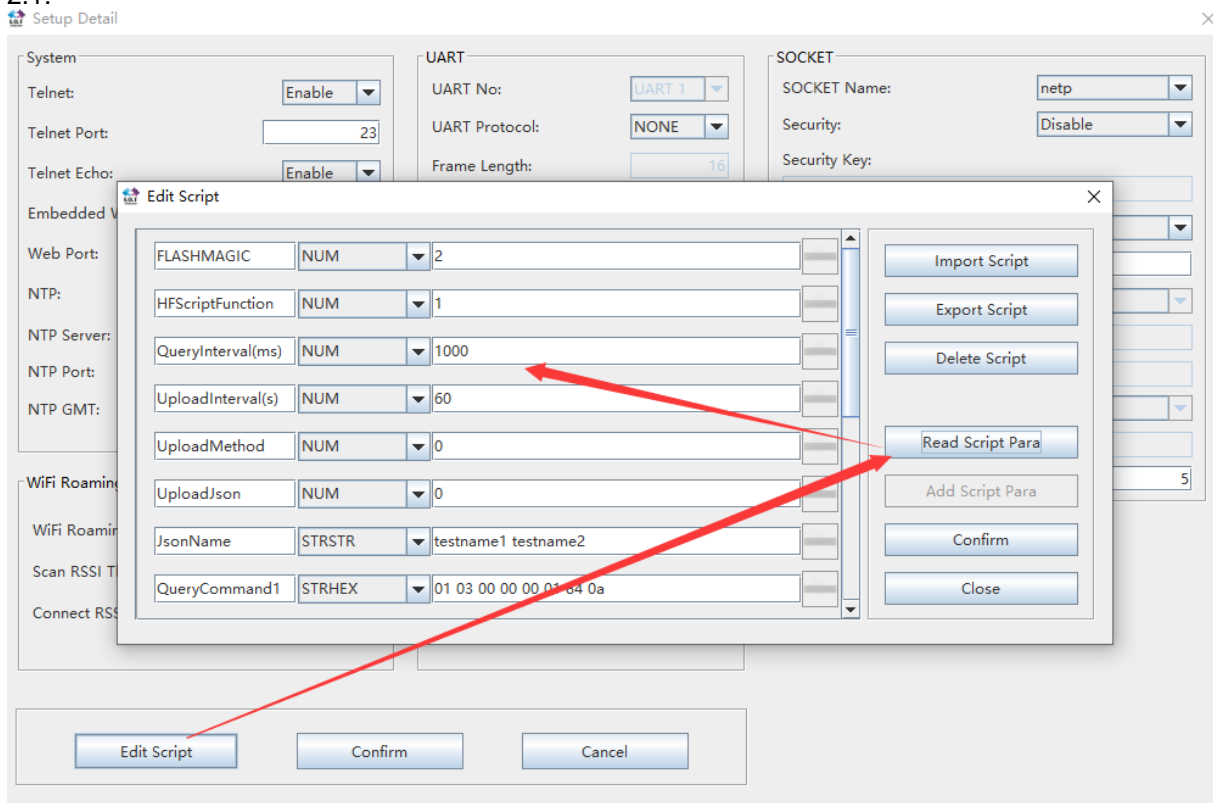 2.1.
Setup Detail
System
Telnet: Enable
Telnet Port: 23
Telnet Echo: Enable
Embedded W
Web Port:
NTP:
NTP Server:
NTP Port:
NTP GMT:
WiFi Roaming
WiFi Roamin
Scan RSSI T
Connect RSS
UART
UART No: UART 1
UART Protocol: NONE
Frame Length: 16
SOCKET
SOCKET Name: netp
Security: Disable
Security Key:
5
Edit Script
FLASHMAGIC NUM 2
HFScriptFunction NUM 1
QueryInterval(ms) NUM 1000
UploadInterval(s) NUM 60
UploadMethod NUM 0
UploadJson NUM 0
JsonName STRSTR testname1 testname2
QueryCommand1 STRHEX 01 03 00 00 00 01 84 0a
Import Script
Export Script
Delete Script
Read Script Para
Add Script Para
Confirm
Close
Edit Script Confirm Cancel